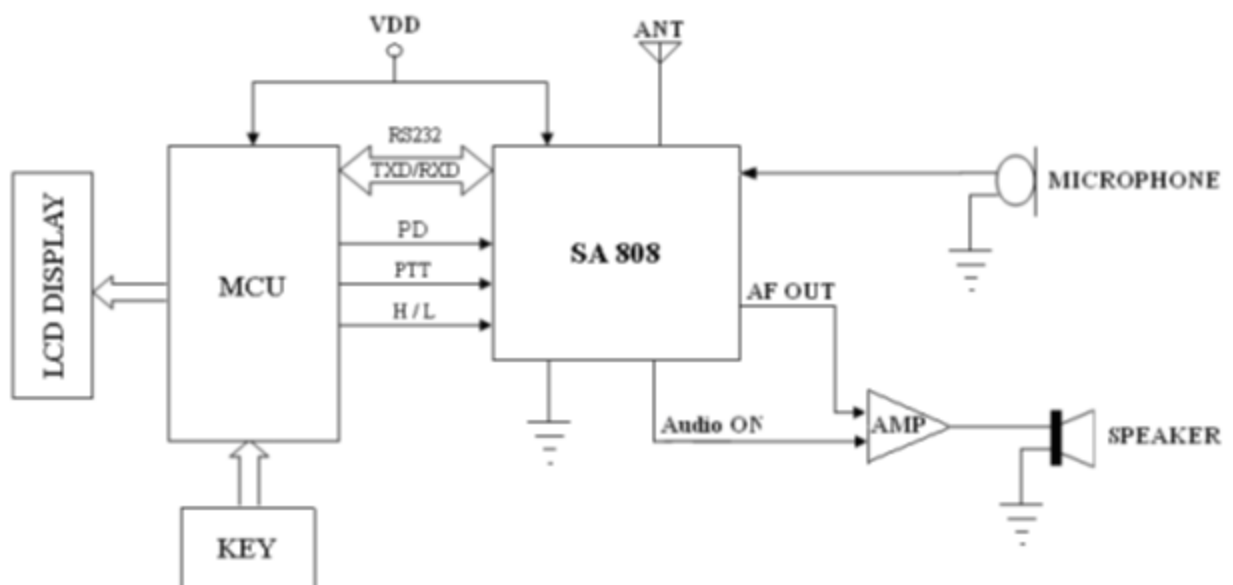 VDD
ANT
RS232
TXD/RXD
MICROPHONE
PD
SA 808
LCD DISPLAY
MCU
PTT
AF OUT
H / L
Audio ON
AMP
SPEAKER
KEY